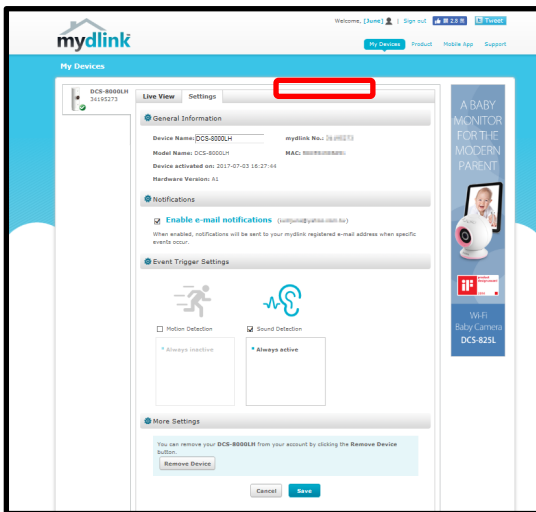 Welcome, [June] | Sign out 2.8 萬 Tweet
mydlink
My Devices Product Mobile App Support
My Devices
DCS-8000LH
34195273
Live View Settings
General Information
Device Name: DCS-8000LH mydlink No.:
Model Name: DCS-8000LH MAC:
Device activated on: 2017-07-03 16:27:44
Hardware Version: A1
Notifications
Enable e-mail notifications
When enabled, notifications will be sent to your mydlink registered e-mail address when specific
events occur.
Event Trigger Settings
Motion Detection Sound Detection
* Always inactive * Always active
More Settings
You can remove your DCS-8000LH from your account by clicking the Remove Device
button.
Remove Device
Cancel Save
A BABY
MONITOR
FOR THE
MODERN
PARENT
iF
Wi-Fi
Baby Camera
DCS-825L